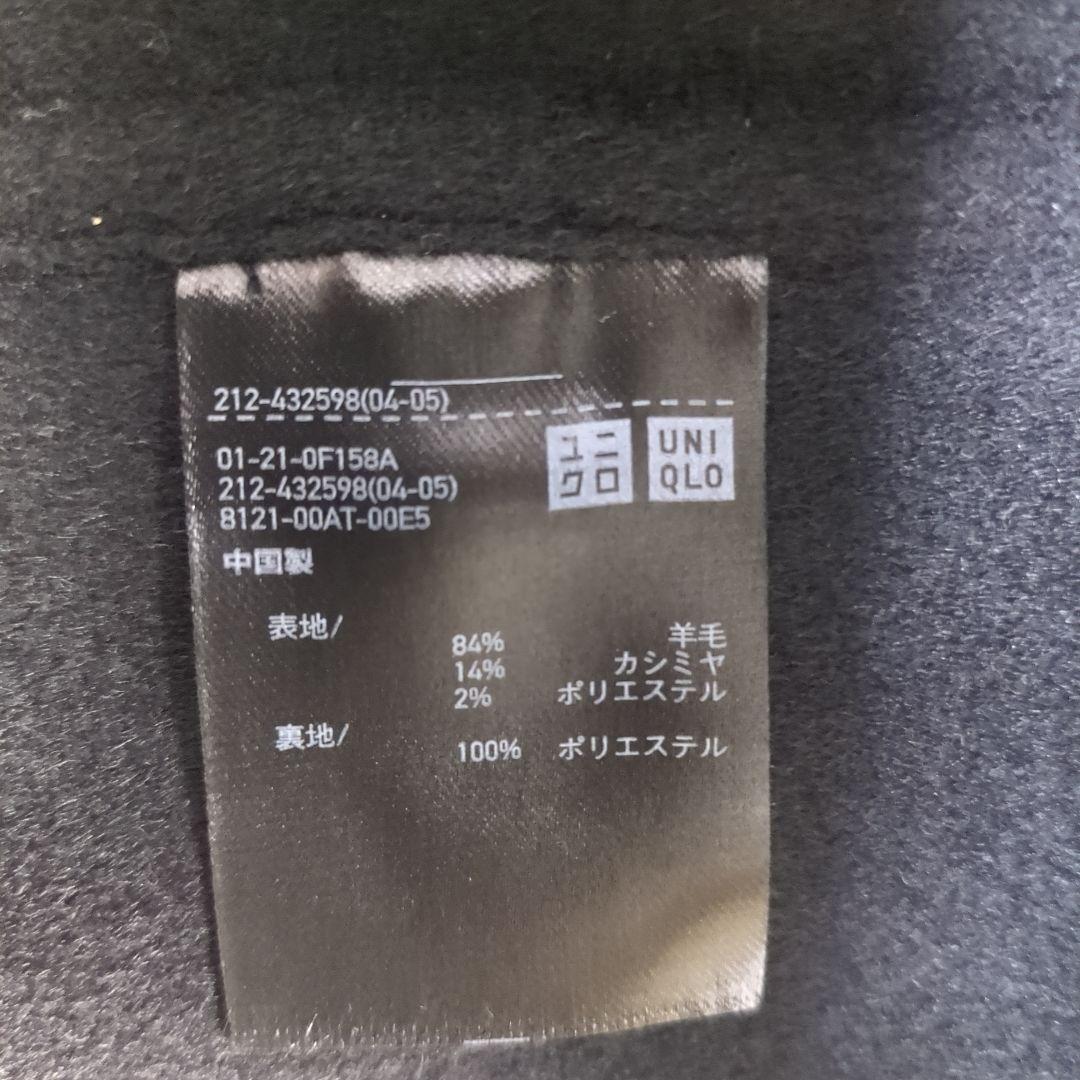 212-432598(04-05)
01-21-0F158A
212-432598(04-05)
8121-00AT-00E5
ユニ
クロ
UNI
QLO
中国製
表地/
84% 羊毛
14% カシミヤ
2% ポリエステル
裏地/
100% ポリエステル